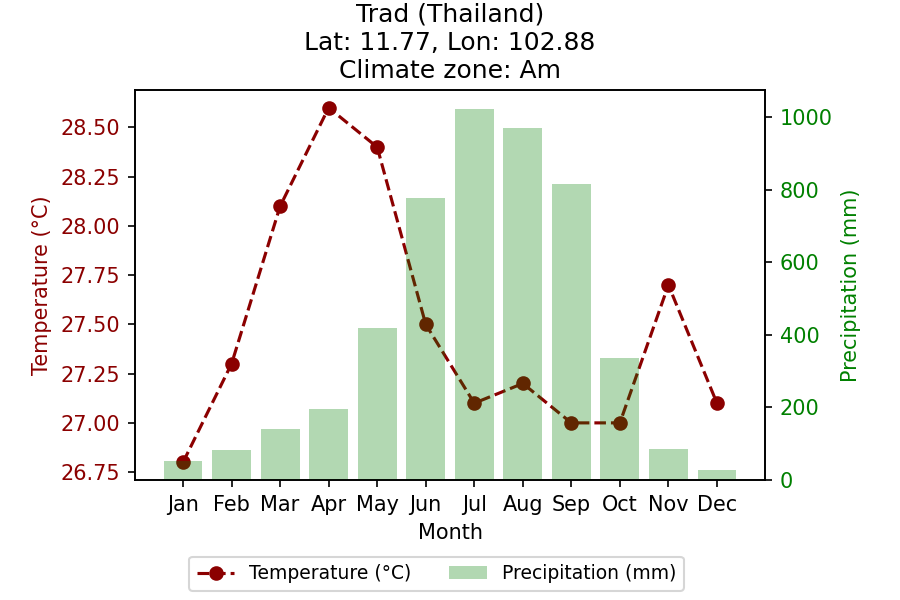 Trad (Thailand)
Lat: 11.77, Lon: 102.88
Climate zone: Am
28.50
28.25
28.00
27.75
27.50
27.25
27.00
26.75
Temperature (°C)
1000
800
600
400
200
0
Precipitation (mm)
Jan Feb Mar Apr May Jun Jul Aug Sep Oct Nov Dec
Month
Temperature (°C) Precipitation (mm)